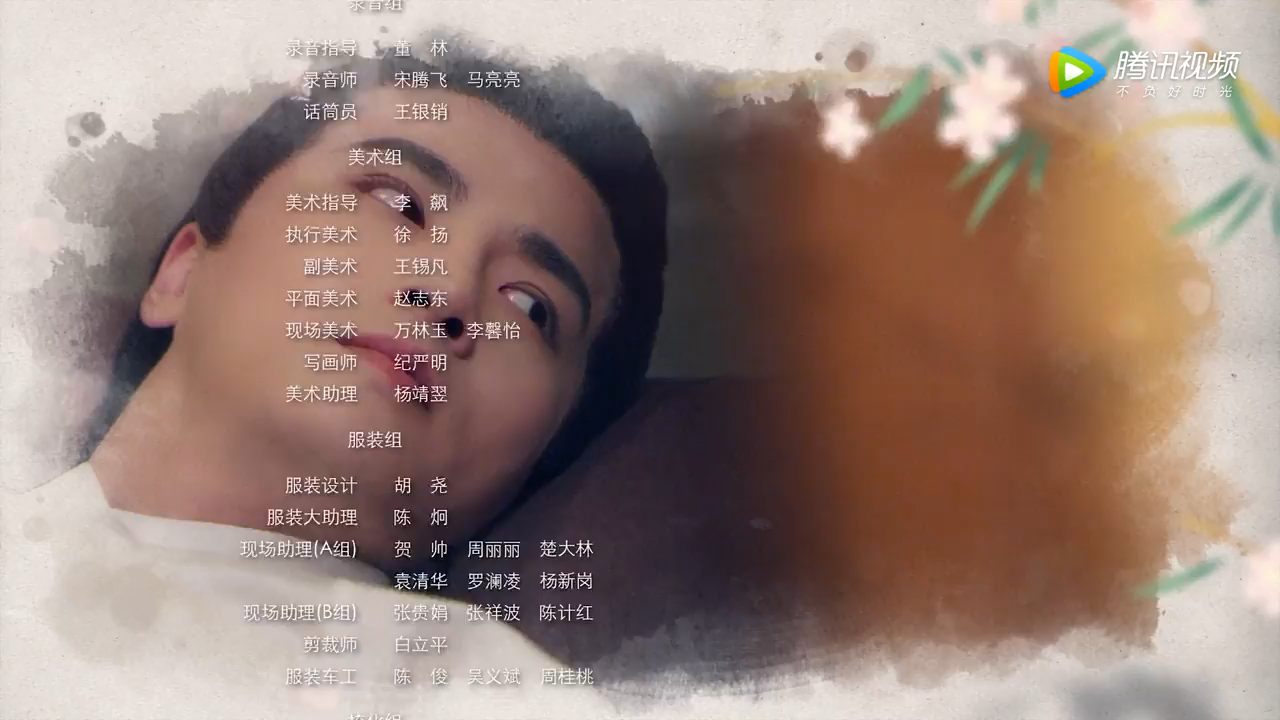 录音组
录音指导 董 林
录音师 宋腾飞 马亮亮
话筒员 王银销
美术组
美术指导 李 飙
执行美术 徐 扬
副美术 王锡凡
平面美术 赵志东
现场美术 万林玉 李馨怡
写画师 纪严明
美术助理 杨靖翌
服装组
服装设计 胡 尧
服装大助理 陈 炯
现场助理(A组) 贺 帅 周丽丽 楚大林
袁清华 罗澜凌 杨新岗
现场助理(B组) 张贵娟 张祥波 陈计红
剪裁师 白立平
服装车工 陈 俊 吴义斌 周桂桃
腾讯视频
不负好时光